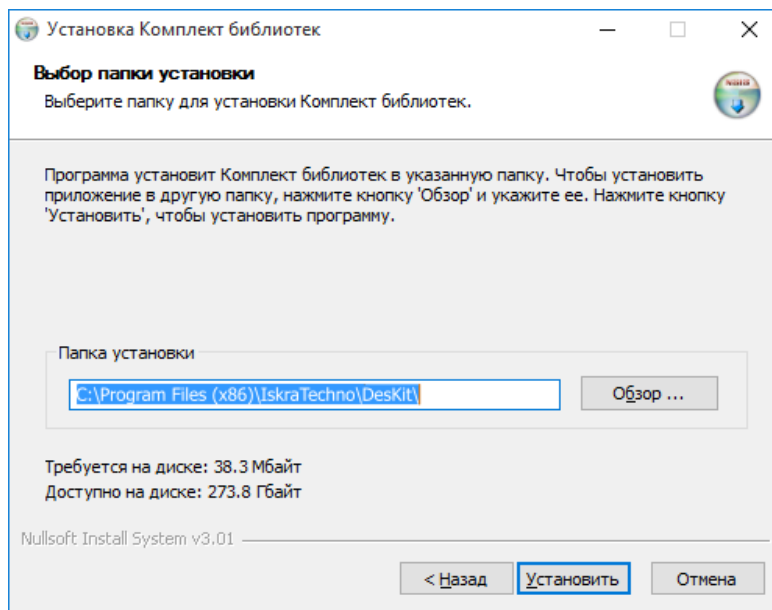 Установка Комплект библиотек
Выбор папки установки
Выберите папку для установки Комплект библиотек.
Программа установит Комплект библиотек в указанную папку. Чтобы установить
приложение в другую папку, нажмите кнопку 'Обзор' и укажите ее. Нажмите кнопку
'Установить', чтобы установить программу.
Папка установки
C:\Program Files (x86)\IskraTechno\DesKit\
Обзор ...
Требуется на диске: 38.3 Мбайт
Доступно на диске: 273.8 Гбайт
Nullsoft Install System v3.01
< Назад
Установить
Отмена